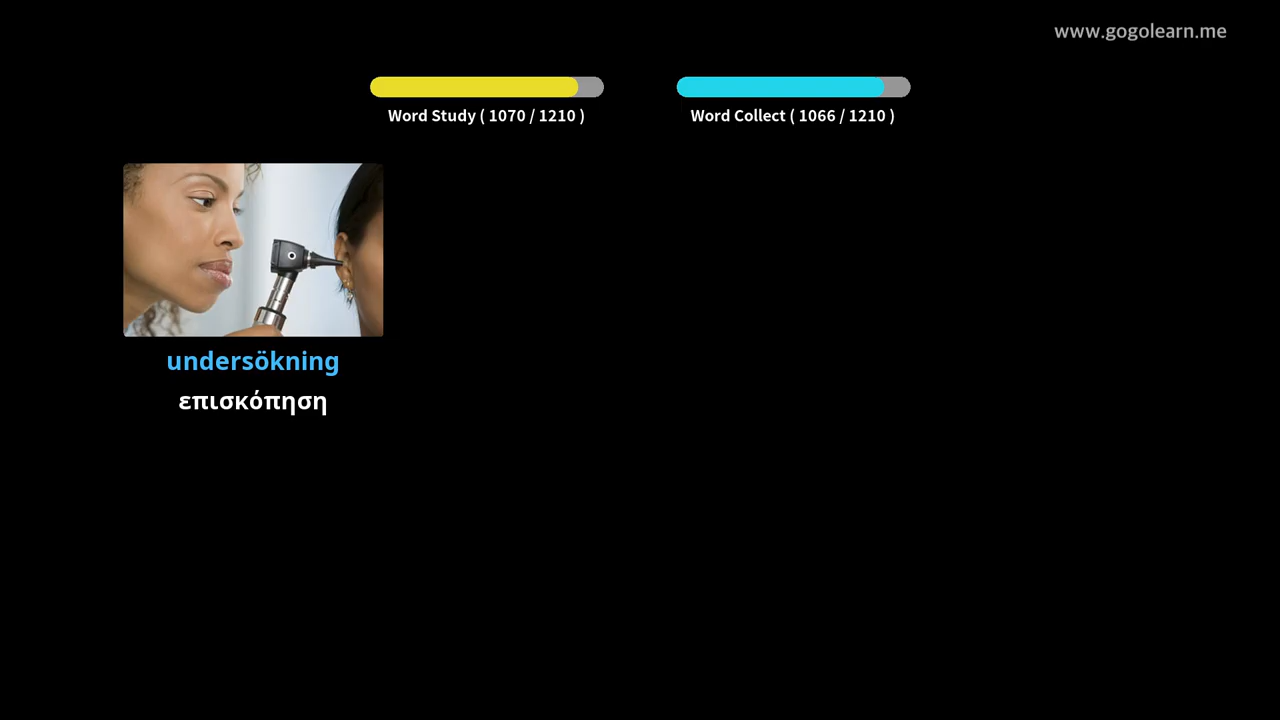 www.gogolearn.me
Word Study ( 1070 / 1210 )
Word Collect ( 1066 / 1210 )
undersökning
επισκόπηση